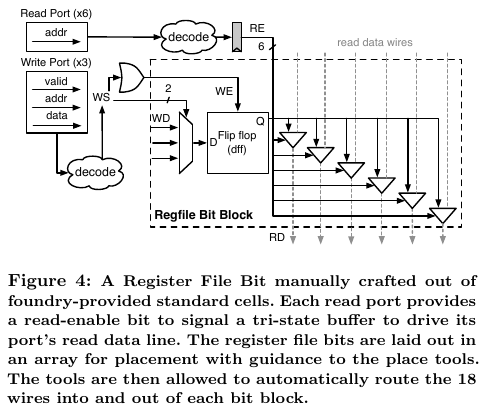 Read Port (x6)
addr
decode
RE
6
read data wires
Write Port (x3)
valid
addr
data
WS
2
WE
WD
Q
D
Flip flop
(dff)
decode
Regfile Bit Block
RD
Figure 4: A Register File Bit manually crafted out of
foundry-provided standard cells. Each read port provides
a read-enable bit to signal a tri-state buffer to drive its
port's read data line. The register file bits are laid out in
an array for placement with guidance to the place tools.
The tools are then allowed to automatically route the 18
wires into and out of each bit block.